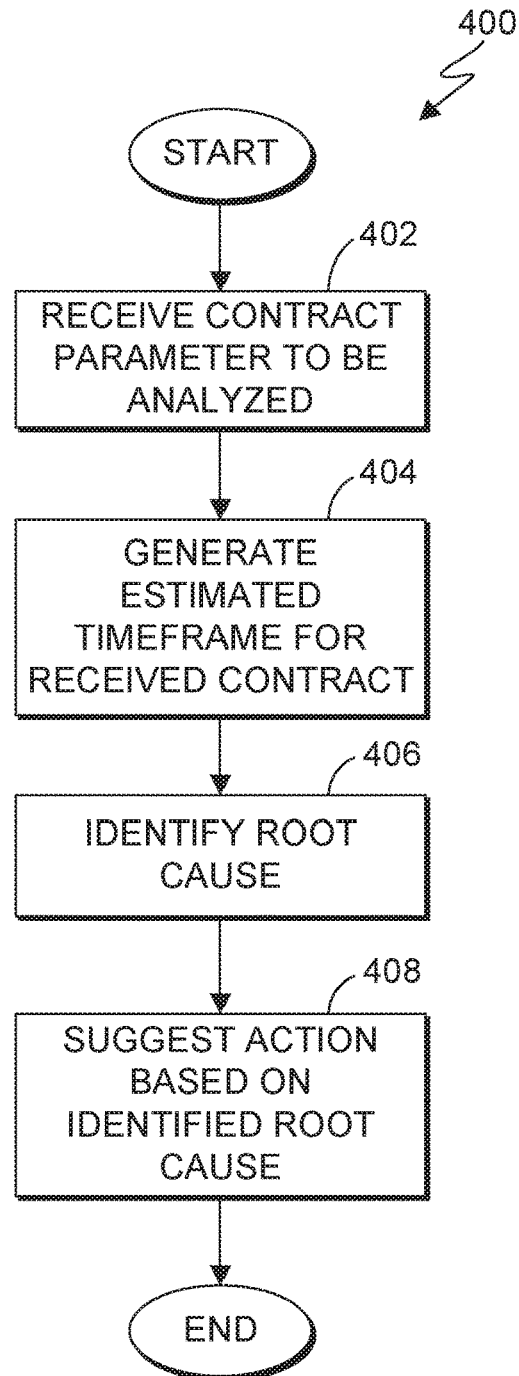 400
START
402
RECEIVE CONTRACT
PARAMETER TO BE
ANALYZED
404
GENERATE
ESTIMATED
TIMEFRAME FOR
RECEIVED CONTRACT
406
IDENTIFY ROOT
CAUSE
408
SUGGEST ACTION
BASED ON
IDENTIFIED ROOT
CAUSE
END